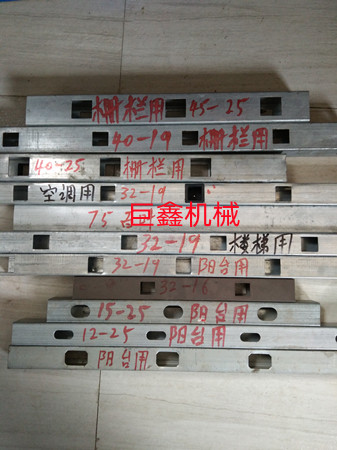 栅栏用 45-25
40-19 栅栏用
40-25 栅栏用
空调用 32-19
75
巨鑫机械
32-19 楼梯用
32-19 阳台用
32-16
15-25 阳台用
12-25 阳台用
阳台用